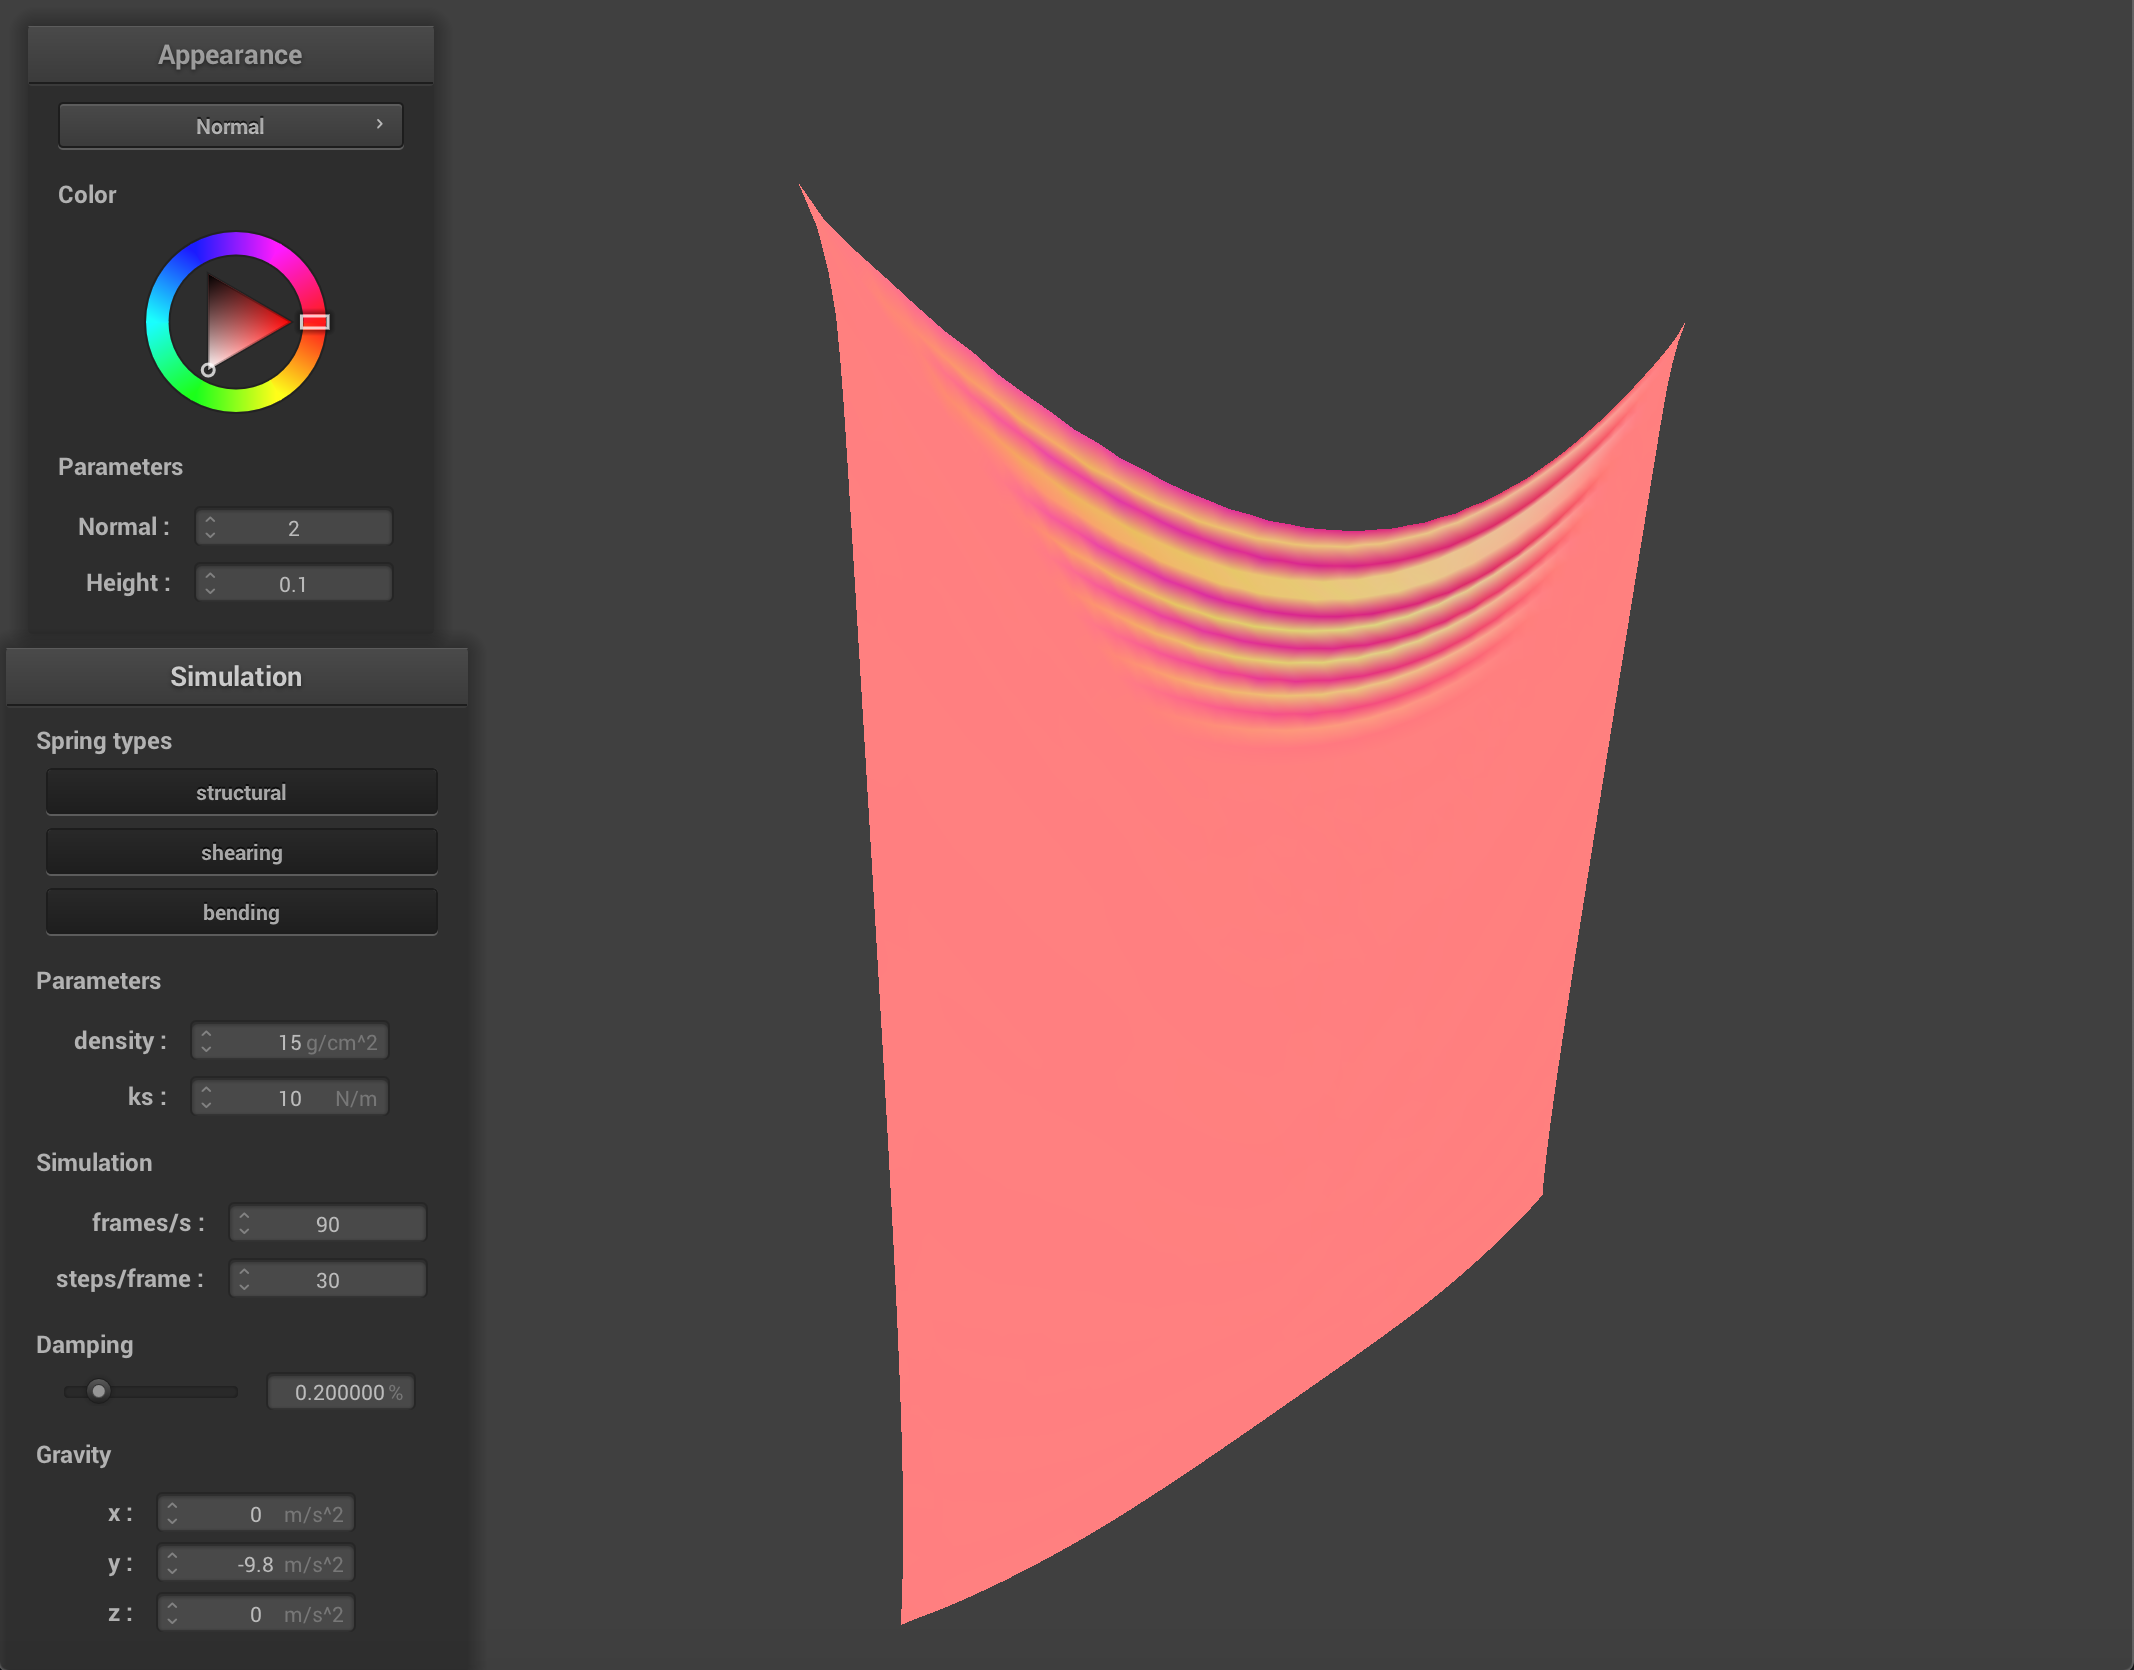 Appearance
Normal
Color
Parameters
Normal : 2
Height : 0.1
Simulation
Spring types
structural
shearing
bending
Parameters
density : 15 g/cm^2
ks : 10 N/m
Simulation
frames/s : 90
steps/frame : 30
Damping
0.200000 %
Gravity
x : 0 m/s^2
y : -9.8 m/s^2
z : 0 m/s^2